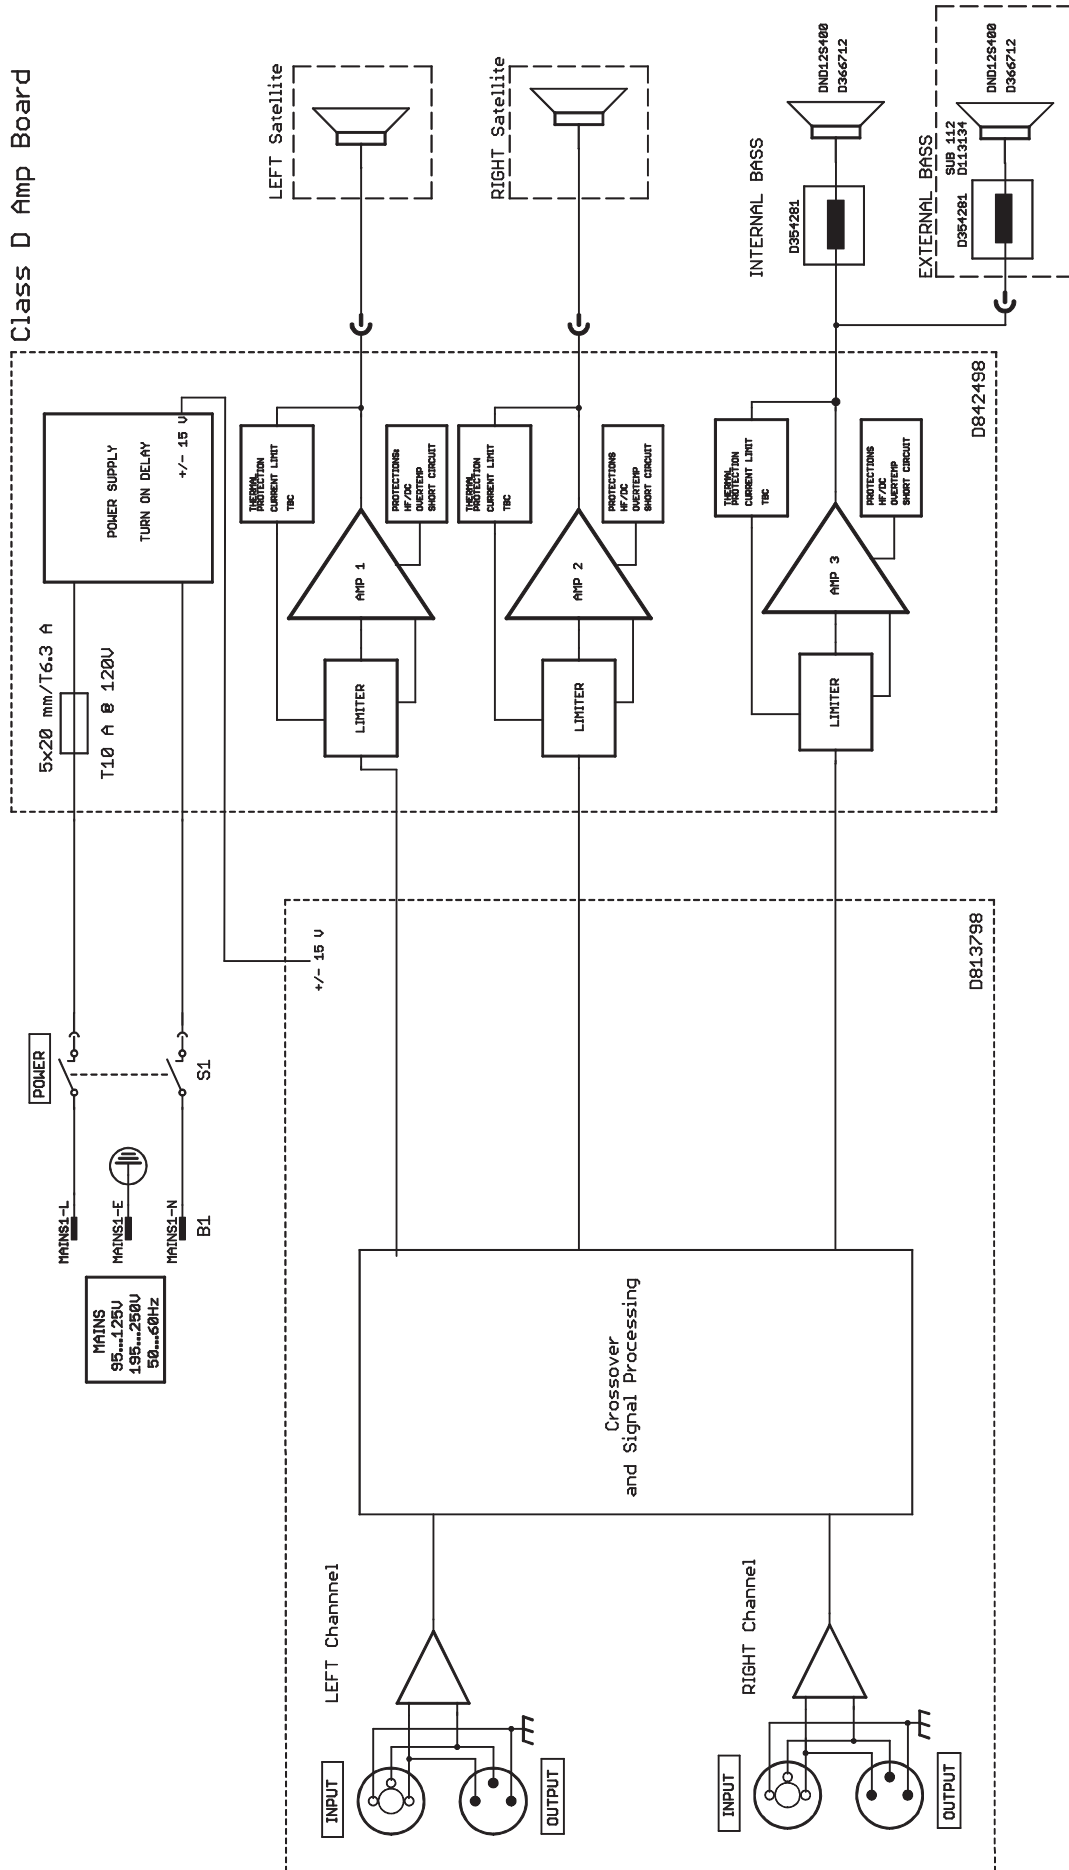 Class D Amp Board
MAINS
95...125V
195...250V
50...60Hz
MAINS1-L
MAINS1-E
MAINS1-N
B1
POWER
S1
5x20 mm/T6.3 A
T10 A @ 120V
POWER SUPPLY
TURN ON DELAY
+/- 15 V
+/- 15 V
THERMAL
PROTECTION
CURRENT LIMIT
TBC
PROTECTIONS:
HF/DC
OVERTEMP
SHORT CIRCUIT
LIMITER
AMP 1
LEFT Satellite
THERMAL
PROTECTION
CURRENT LIMIT
TBC
PROTECTIONS
HF/DC
OVERTEMP
SHORT CIRCUIT
LIMITER
AMP 2
RIGHT Satellite
THERMAL
PROTECTION
CURRENT LIMIT
TBC
PROTECTIONS
HF/DC
OVERTEMP
SHORT CIRCUIT
LIMITER
AMP 3
INTERNAL BASS
D354281
DND12S400
D366712
EXTERNAL BASS
SUB 112
D113134
D354281
DND12S400
D366712
D842498
D813798
Crossover
and Signal Processing
LEFT Channel
INPUT
OUTPUT
RIGHT Channel
INPUT
OUTPUT